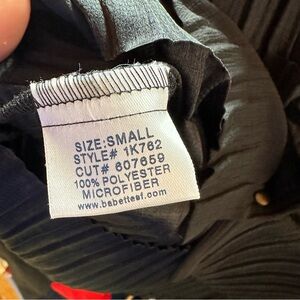 SIZE:SMALL
STYLE# 1K762
CUT# 607659
100% POLYESTER
MICROFIBER
www.babettesf.com